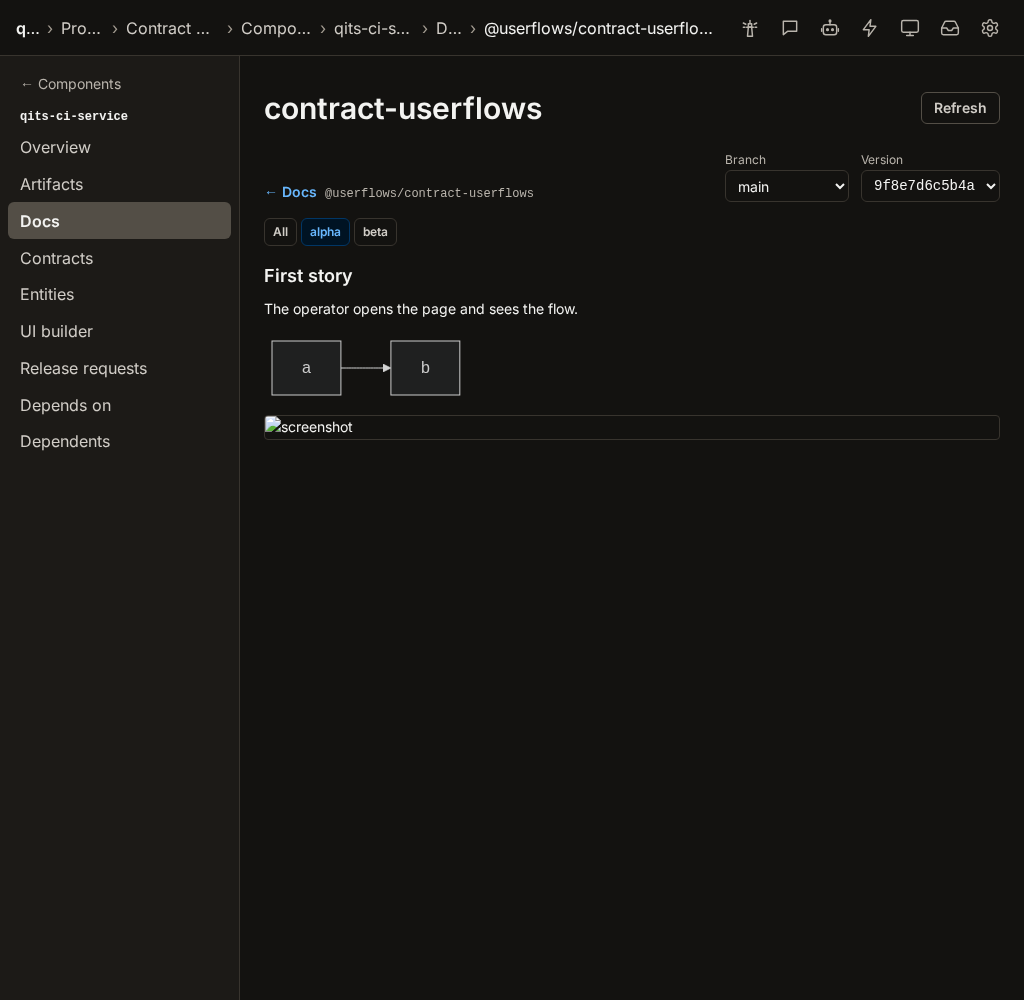 q... › Pro... › Contract ... › Compo... › qits-ci-s... › D... › @userflows/contract-userflo...
← Components
qits-ci-service
Overview
Artifacts
Docs
Contracts
Entities
UI builder
Release requests
Depends on
Dependents
contract-userflows
Refresh
Branch
Version
← Docs @userflows/contract-userflows
main
9f8e7d6c5b4a
All
alpha
beta
First story
The operator opens the page and sees the flow.
a
b
screenshot